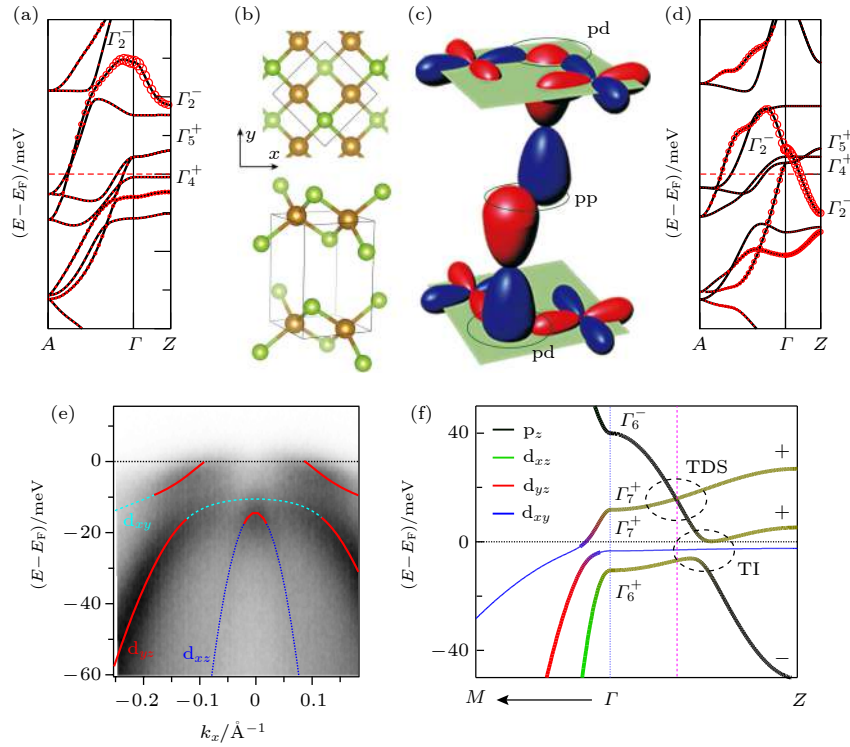 (a)
Γ2−
Γ2−
Γ5+
Γ4+
(E−EF)/meV
A
Γ
Z
(b)
y
x
(c)
pd
pp
pd
(d)
Γ2−
Γ5+
Γ4+
Γ2−
(E−EF)/meV
A
Γ
Z
(e)
0
−20
−40
−60
(E−EF)/meV
dxy
dyz
dxz
−0.2
−0.1
0
0.1
kx/Å−1
(f)
40
0
−40
(E−EF)/meV
pz
dxz
dyz
dxy
Γ6−
TDS
+
Γ7+
Γ7+
+
TI
Γ6+
−
M
Γ
Z